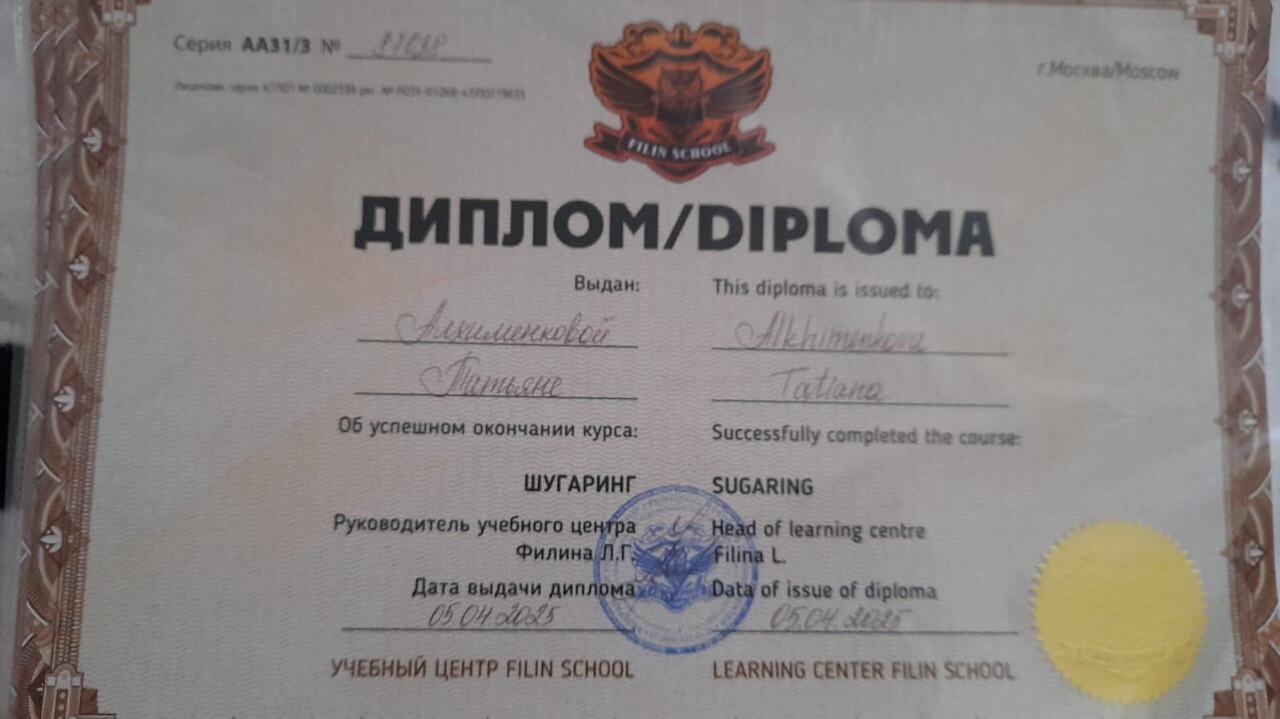 Серия АА31/3 №
г.Москва/Moscow
FILIN SCHOOL
ДИПЛОМ/DIPLOMA
Выдан: This diploma is issued to:
Алхименковой Alkhimenkova
Татьяне Tatiana
Об успешном окончании курса: Successfully completed the course:
ШУГАРИНГ SUGARING
Руководитель учебного центра Head of learning centre
Филина Л.Г. Filina L.
Дата выдачи диплома Data of issue of diploma
05.04.2025 05.04.2025
УЧЕБНЫЙ ЦЕНТР FILIN SCHOOL LEARNING CENTER FILIN SCHOOL